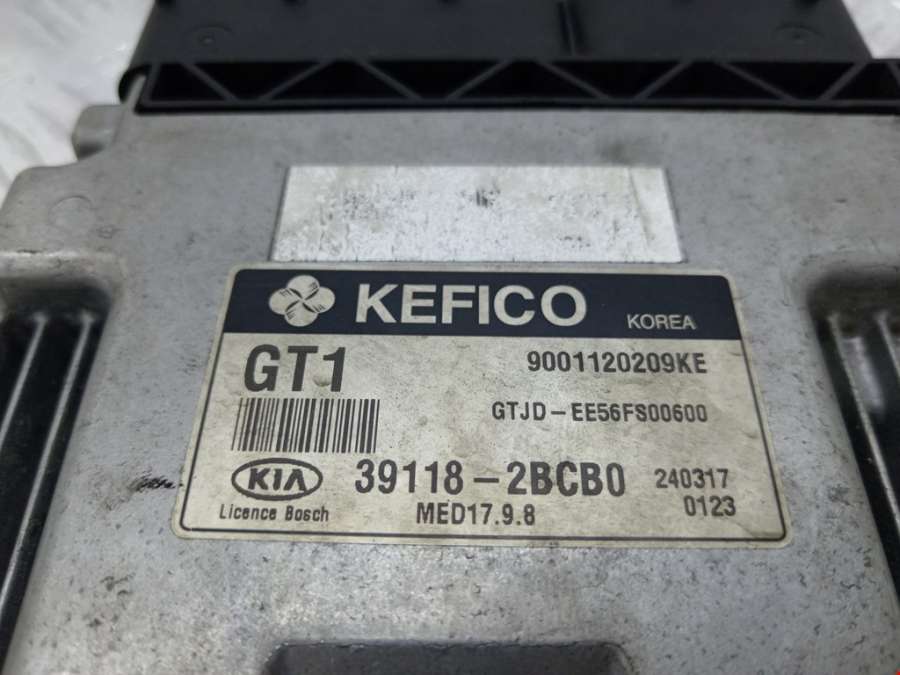 KEFICO KOREA
GT1 9001120209KE
GTJD-EE56FS00600
KIA 39118-2BCB0 240317
Licence Bosch MED17.9.8 0123